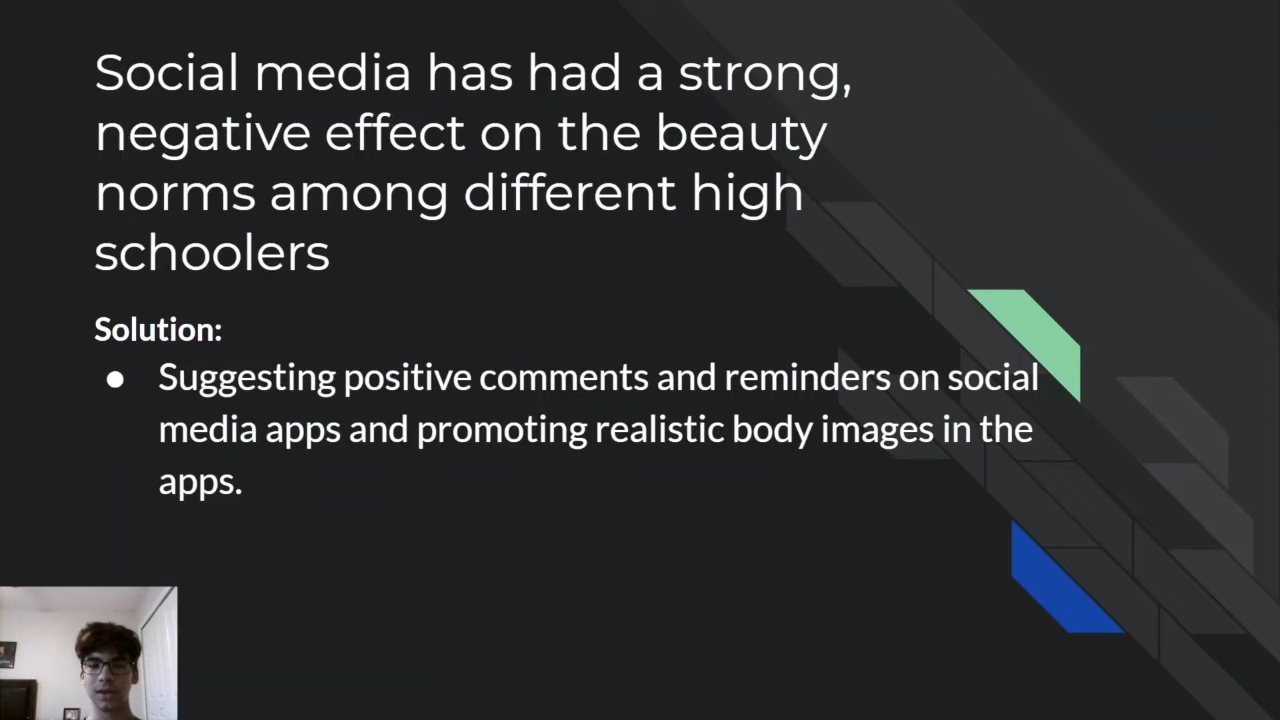 Social media has had a strong,
negative effect on the beauty
norms among different high
schoolers
Solution:
● Suggesting positive comments and reminders on social
media apps and promoting realistic body images in the
apps.